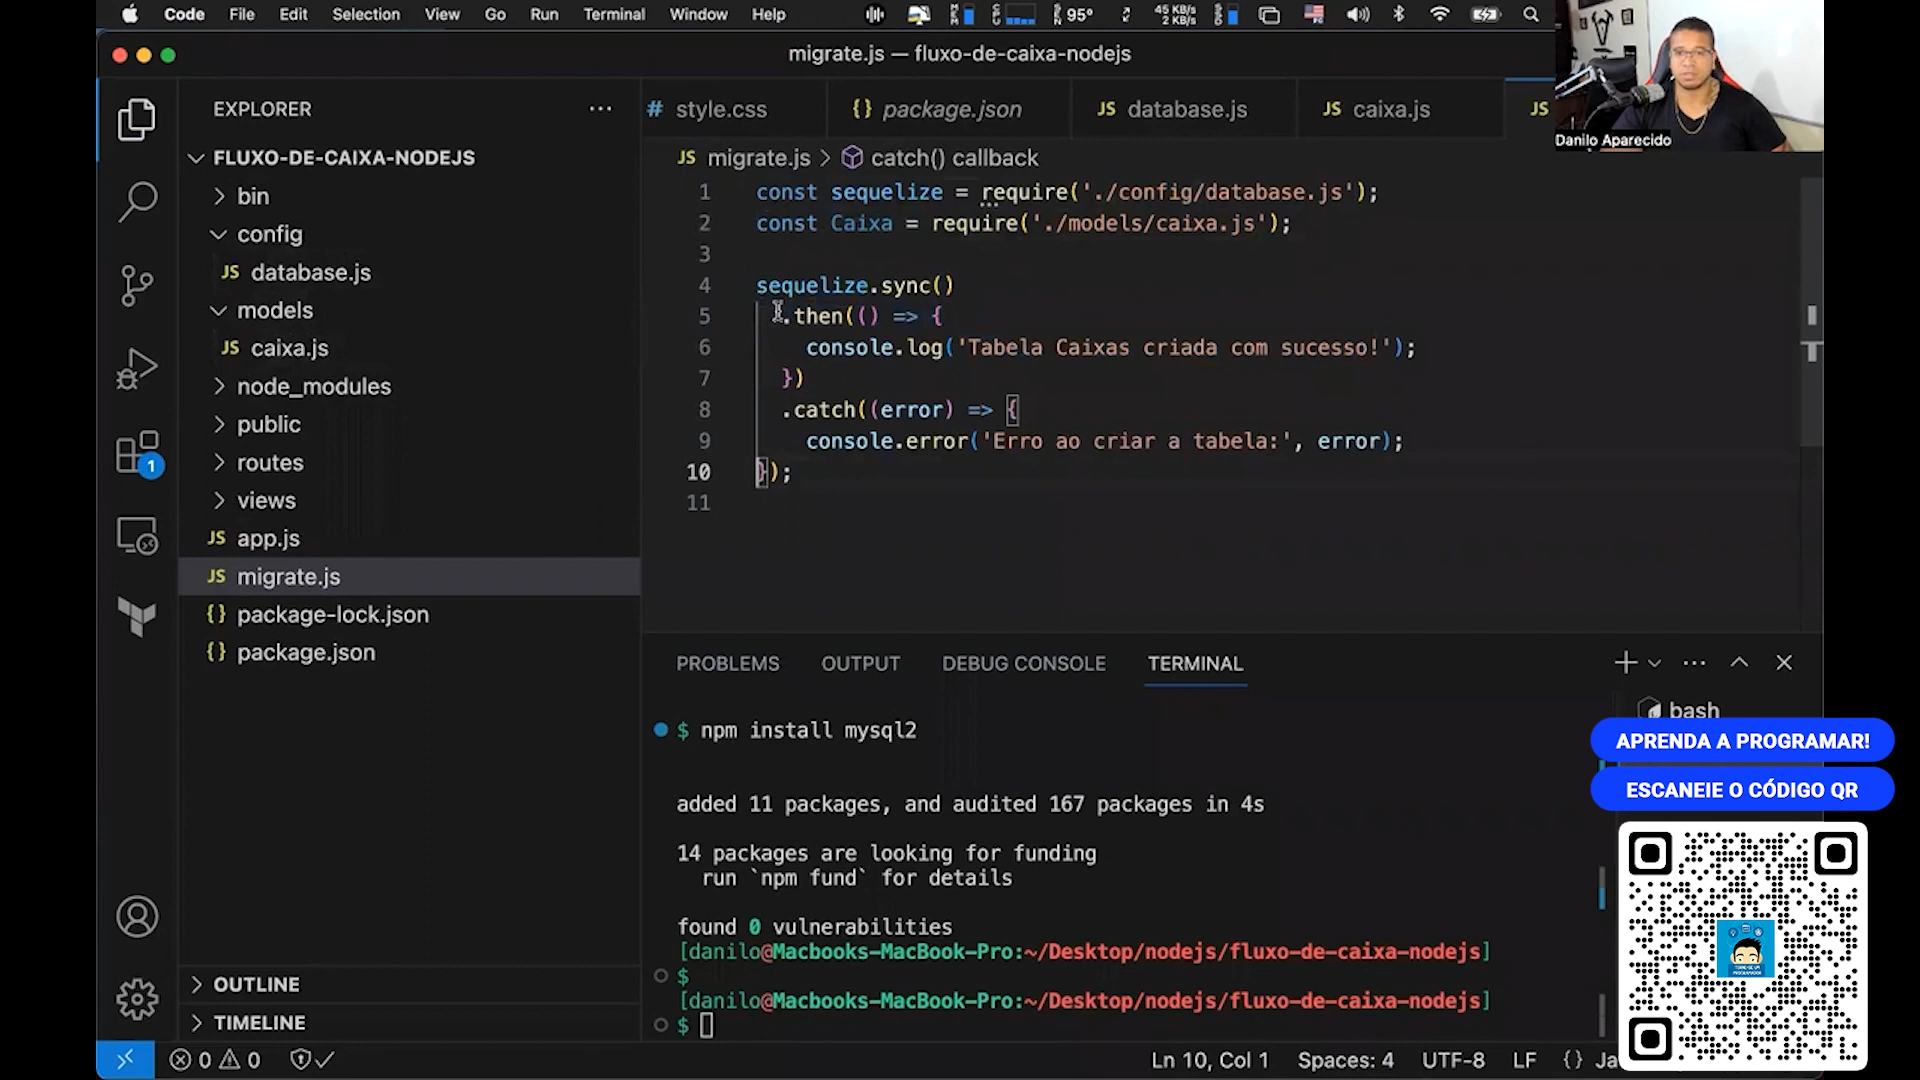 Code File Edit Selection View Go Run Terminal Window Help 95° 45 KB/s 2 KB/s
migrate.js — fluxo-de-caixa-nodejs
Danilo Aparecido
EXPLORER
FLUXO-DE-CAIXA-NODEJS
bin
config
JS database.js
models
JS caixa.js
node_modules
public
routes
views
JS app.js
JS migrate.js
{} package-lock.json
{} package.json
OUTLINE
TIMELINE
1
# style.css {} package.json JS database.js JS caixa.js JS
JS migrate.js > catch() callback
1 const sequelize = require('./config/database.js');
2 const Caixa = require('./models/caixa.js');
3
4 sequelize.sync()
5 .then(() => {
6 console.log('Tabela Caixas criada com sucesso!');
7 })
8 .catch((error) => {
9 console.error('Erro ao criar a tabela:', error);
10 });
11
PROBLEMS OUTPUT DEBUG CONSOLE TERMINAL
bash
$ npm install mysql2
added 11 packages, and audited 167 packages in 4s
14 packages are looking for funding
run `npm fund` for details
found 0 vulnerabilities
[danilo@Macbooks-MacBook-Pro:~/Desktop/nodejs/fluxo-de-caixa-nodejs]
$
[danilo@Macbooks-MacBook-Pro:~/Desktop/nodejs/fluxo-de-caixa-nodejs]
$
APRENDA A PROGRAMAR!
ESCANEIE O CÓDIGO QR
0 0 Ln 10, Col 1 Spaces: 4 UTF-8 LF {} Ja